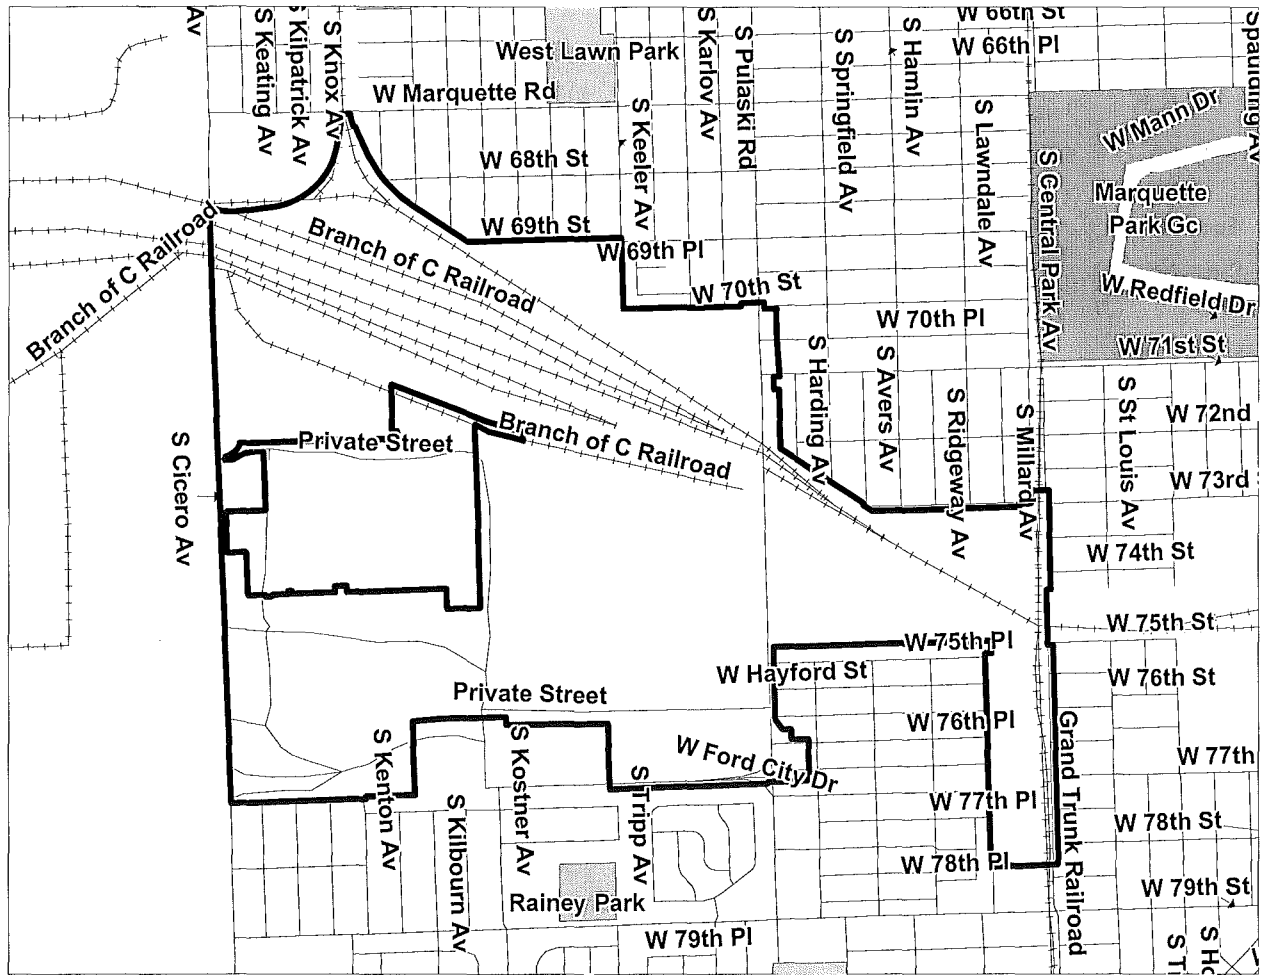 Av
S Keating Av
S Kilpatrick Av
S Knox Av
West Lawn Park
S Karlov Av
S Pulaski Rd
S Springfield Av
S Hamlin Av
W 66th St
W 66th Pl
Spaulding Av
W Marquette Rd
S Keeler Av
S Lawndale Av
W Mann Dr
W 68th St
S Central Park Av
Marquette
Park Gc
W 69th St
W 69th Pl
Branch of C Railroad
Branch of C Railroad
W 70th St
W Redfield Dr
W 70th Pl
W 71st St
S Harding Av
S Avers Av
S Ridgeway Av
S Millard Av
S St Louis Av
W 72nd
S Cicero Av
Private Street
Branch of C Railroad
W 73rd
W 74th St
W 75th St
W 75th Pl
W Hayford St
W 76th St
Private Street
W 76th Pl
Grand Trunk Railroad
S Kenton Av
S Kostner Av
W Ford City Dr
W 77th
S Kilbourn Av
S Tripp Av
W 77th Pl
W 78th St
W 78th Pl
W 79th St
Rainey Park
W 79th Pl
S Ho